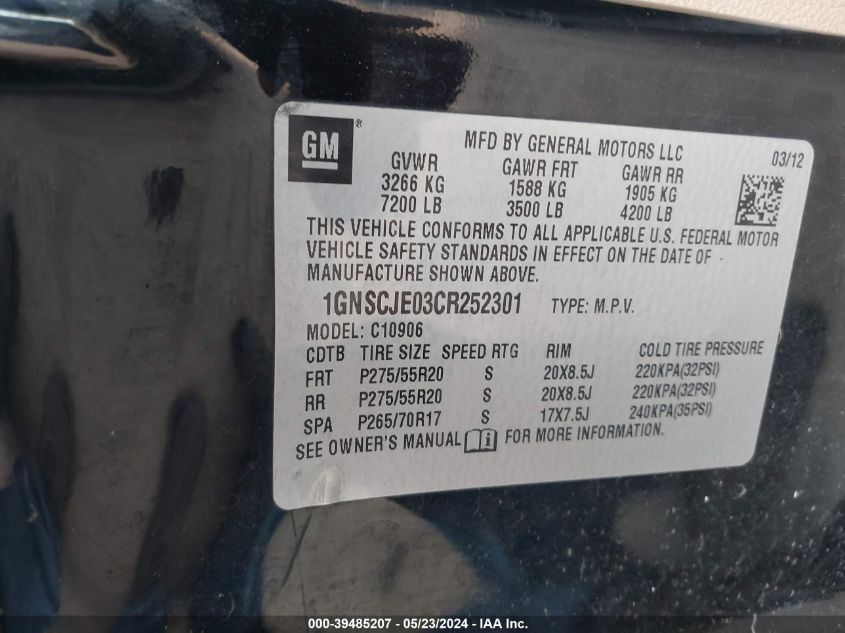 GM ®
MFD BY GENERAL MOTORS LLC 03/12
GVWR GAWR FRT GAWR RR
3266 KG 1588 KG 1905 KG
7200 LB 3500 LB 4200 LB
THIS VEHICLE CONFORMS TO ALL APPLICABLE U.S. FEDERAL MOTOR
VEHICLE SAFETY STANDARDS IN EFFECT ON THE DATE OF
MANUFACTURE SHOWN ABOVE.
1GNSCJE03CR252301 TYPE: M.P.V.
MODEL: C10906
CDTB TIRE SIZE SPEED RTG RIM COLD TIRE PRESSURE
FRT P275/55R20 S 20X8.5J 220KPA(32PSI)
RR P275/55R20 S 20X8.5J 220KPA(32PSI)
SPA P265/70R17 S 17X7.5J 240KPA(35PSI)
SEE OWNER'S MANUAL i FOR MORE INFORMATION.
000-39485207 - 05/23/2024 - IAA Inc.